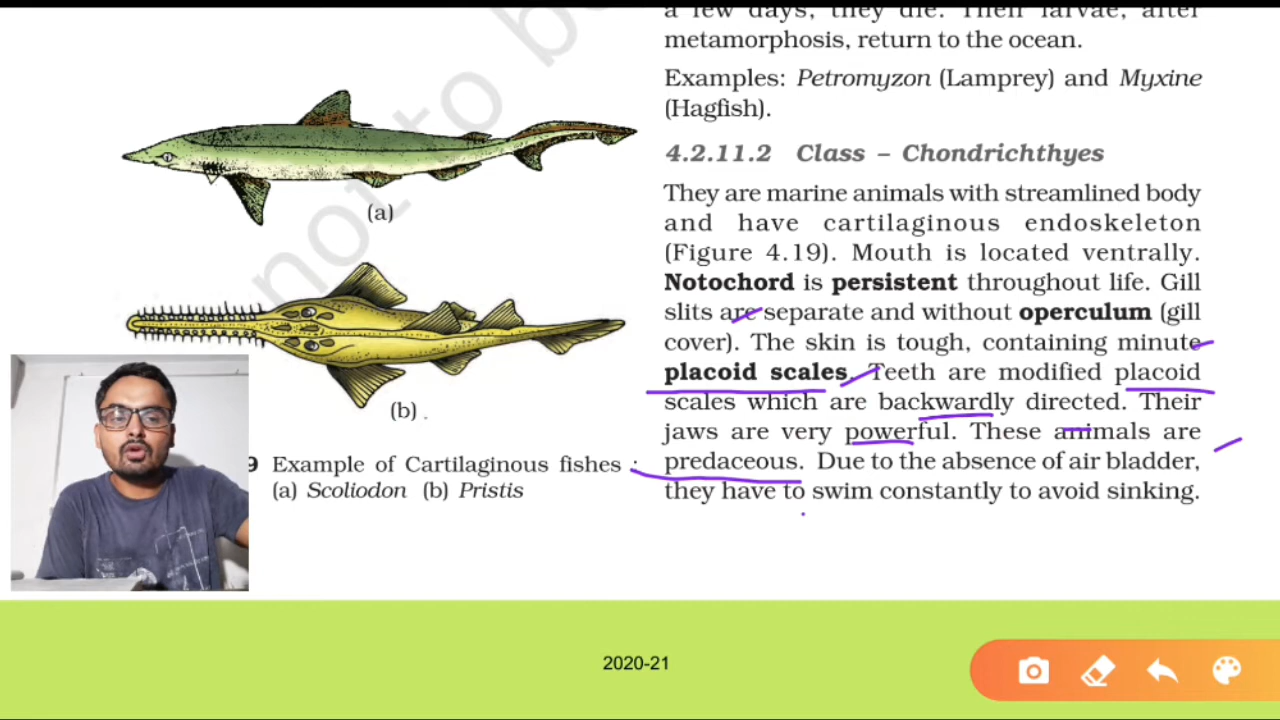 a few days, they die. Their larvae, after
metamorphosis, return to the ocean.
Examples: Petromyzon (Lamprey) and Myxine
(Hagfish).
4.2.11.2 Class – Chondrichthyes
They are marine animals with streamlined body
and have cartilaginous endoskeleton
(Figure 4.19). Mouth is located ventrally.
Notochord is persistent throughout life. Gill
slits are separate and without operculum (gill
cover). The skin is tough, containing minute
placoid scales. Teeth are modified placoid
scales which are backwardly directed. Their
jaws are very powerful. These animals are
predaceous. Due to the absence of air bladder,
they have to swim constantly to avoid sinking.
not to b
(a)
(b)
9 Example of Cartilaginous fishes :
(a) Scoliodon (b) Pristis
2020-21